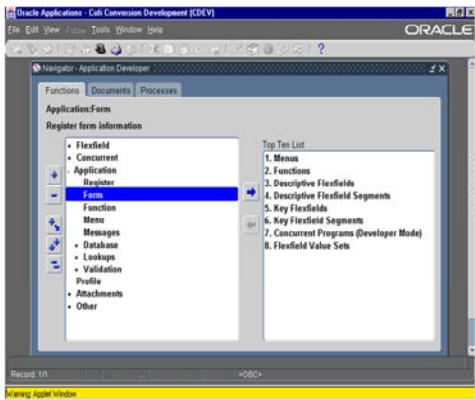 Oracle Applications - Coli Conversion Development (CDEV)
File Edit View Folder Tools Window Help
ORACLE
Navigator - Application Developer
Functions Documents Processes
Application:Form
Register form information
+ Flexfield
+ Concurrent
- Application
Register
Form
Function
Menu
Messages
+ Database
+ Lookups
+ Validation
Profile
+ Attachments
+ Other
Top Ten List
1. Menus
2. Functions
3. Descriptive Flexfields
4. Descriptive Flexfield Segments
5. Key Flexfields
6. Key Flexfield Segments
7. Concurrent Programs (Developer Mode)
8. Flexfield Value Sets
Record: 1/1 ... <OSC>
Warning: Applet Window